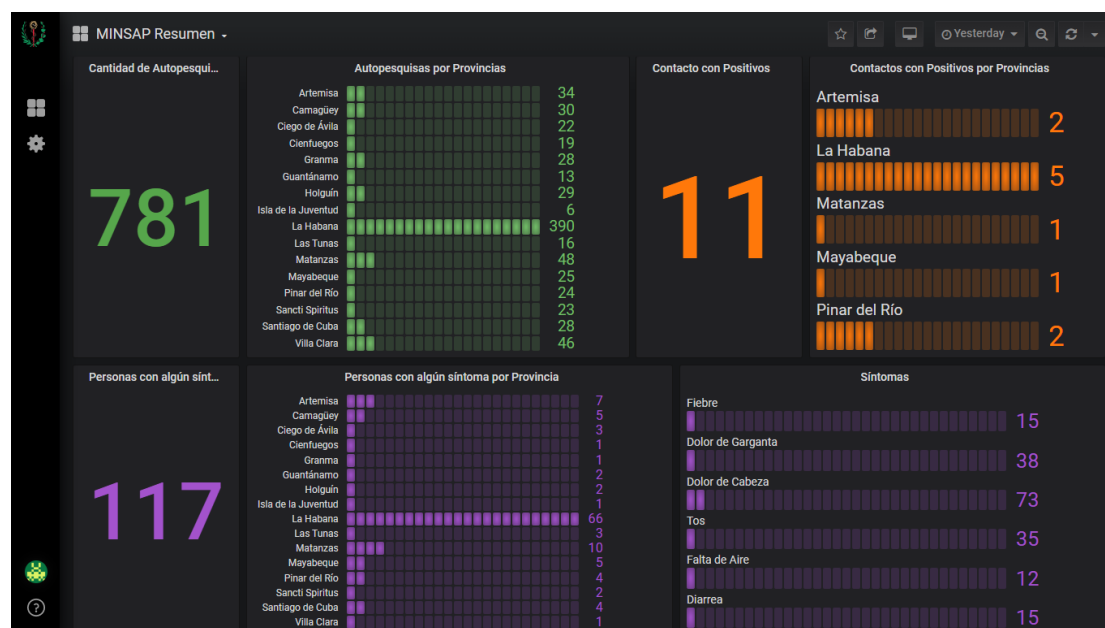 MINSAP Resumen
Yesterday
Cantidad de Autopesqui...
781
Autopesquisas por Provincias
Artemisa 34
Camagüey 30
Ciego de Ávila 22
Cienfuegos 19
Granma 28
Guantánamo 13
Holguín 29
Isla de la Juventud 6
La Habana 390
Las Tunas 16
Matanzas 48
Mayabeque 25
Pinar del Río 24
Sancti Spiritus 23
Santiago de Cuba 28
Villa Clara 46
Contacto con Positivos
11
Contactos con Positivos por Provincias
Artemisa
2
La Habana
5
Matanzas
1
Mayabeque
1
Pinar del Río
2
Personas con algún sínt...
117
Personas con algún síntoma por Provincia
Artemisa 7
Camagüey 5
Ciego de Ávila 3
Cienfuegos 1
Granma 1
Guantánamo 2
Holguín 2
Isla de la Juventud 1
La Habana 66
Las Tunas 3
Matanzas 10
Mayabeque 5
Pinar del Río 4
Sancti Spiritus 2
Santiago de Cuba 4
Villa Clara 1
Síntomas
Fiebre
15
Dolor de Garganta
38
Dolor de Cabeza
73
Tos
35
Falta de Aire
12
Diarrea
15
?